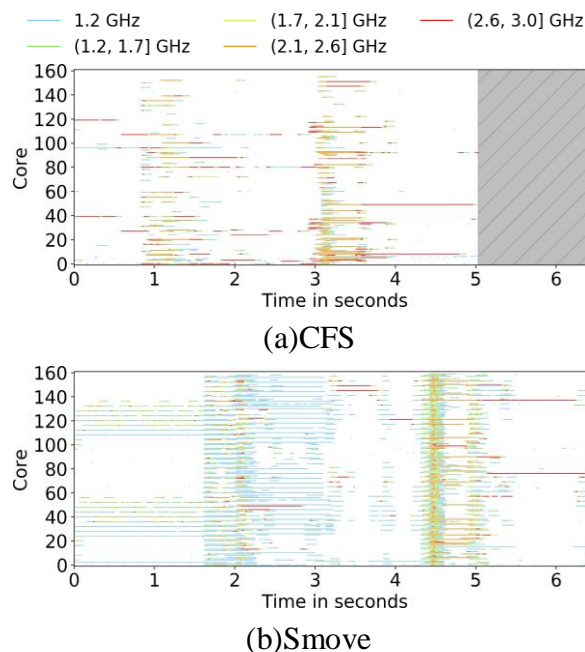 1.2 GHz (1.7, 2.1] GHz (2.6, 3.0] GHz
(1.2, 1.7] GHz (2.1, 2.6] GHz
160
140
120
100
80
60
40
20
0
Core
0 1 2 3 4 5 6
Time in seconds
(a)CFS
160
140
120
100
80
60
40
20
0
Core
0 1 2 3 4 5 6
Time in seconds
(b)Smove